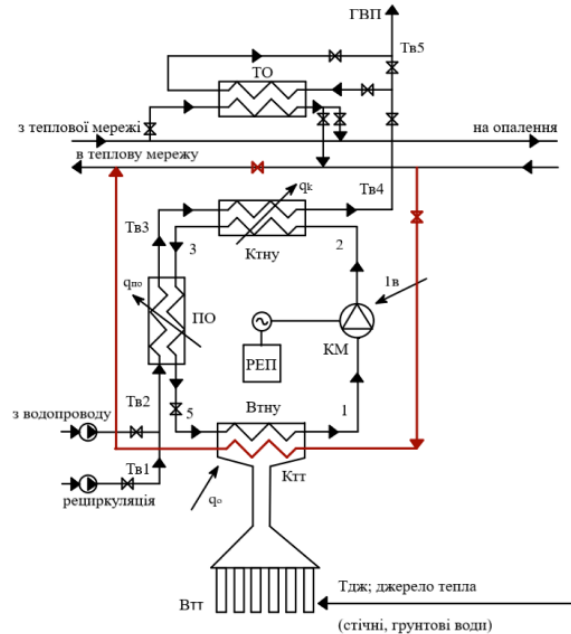 ГВП
Тв5
ТО
з теплової мережі
на опалення
в теплову мережу
qk
Тв4
Тв3
3
Ктну
2
qпо
ПО
1в
КМ
РЕП
Тв2
з водопроводу
5
Втну
1
Тв1
Ктт
рециркуляція
qо
Тдж; джерело тепла
Втт
(стічні, грунтові води)